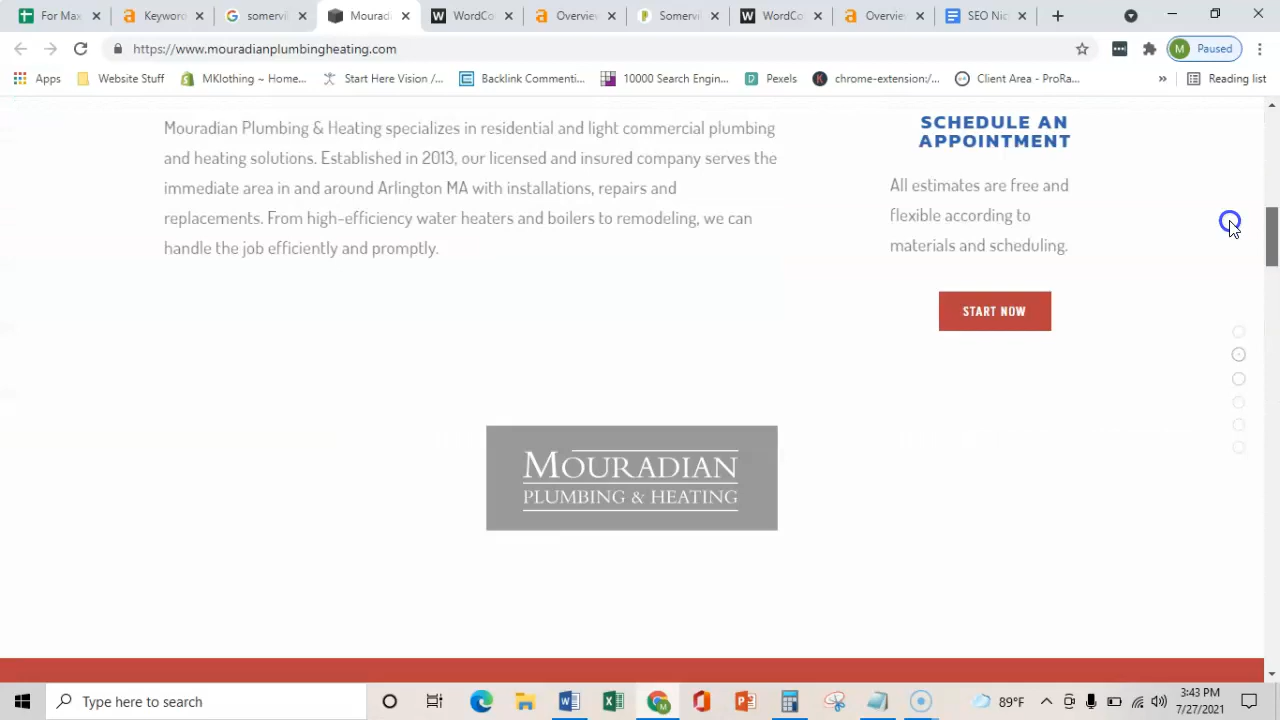 For Max
Keyword
somervil
Mouradi
WordCo
Overview
Somervi
WordCo
Overview
SEO Nic
https://www.mouradianplumbingheating.com
M Paused
Apps
Website Stuff
MKlothing ~ Home...
Start Here Vision /...
Backlink Commenti...
10000 Search Engin...
Pexels
chrome-extension:/...
Client Area - ProRa...
»
Reading list
Mouradian Plumbing & Heating specializes in residential and light commercial plumbing
and heating solutions. Established in 2013, our licensed and insured company serves the
immediate area in and around Arlington MA with installations, repairs and
replacements. From high-efficiency water heaters and boilers to remodeling, we can
handle the job efficiently and promptly.
SCHEDULE AN
APPOINTMENT
All estimates are free and
flexible according to
materials and scheduling.
START NOW
MOURADIAN
PLUMBING & HEATING
Type here to search
89°F
3:43 PM
7/27/2021